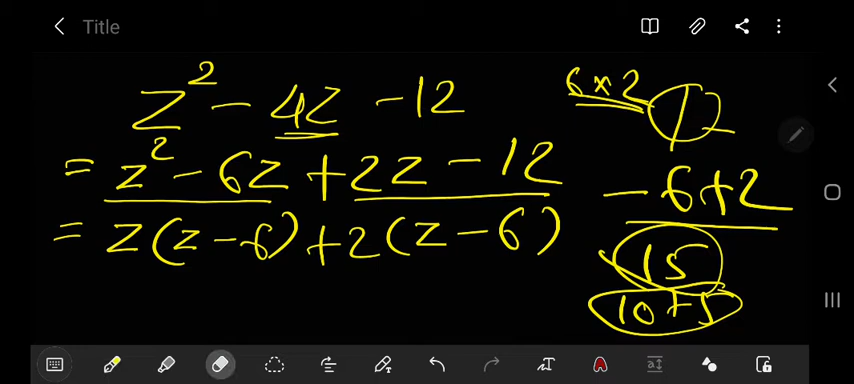 Title
z² - 4z - 12
6 × 2
12
= z² - 6z + 2z - 12
- 6 + 2
= z(z - 6) + 2(z - 6)
15
10 + 5